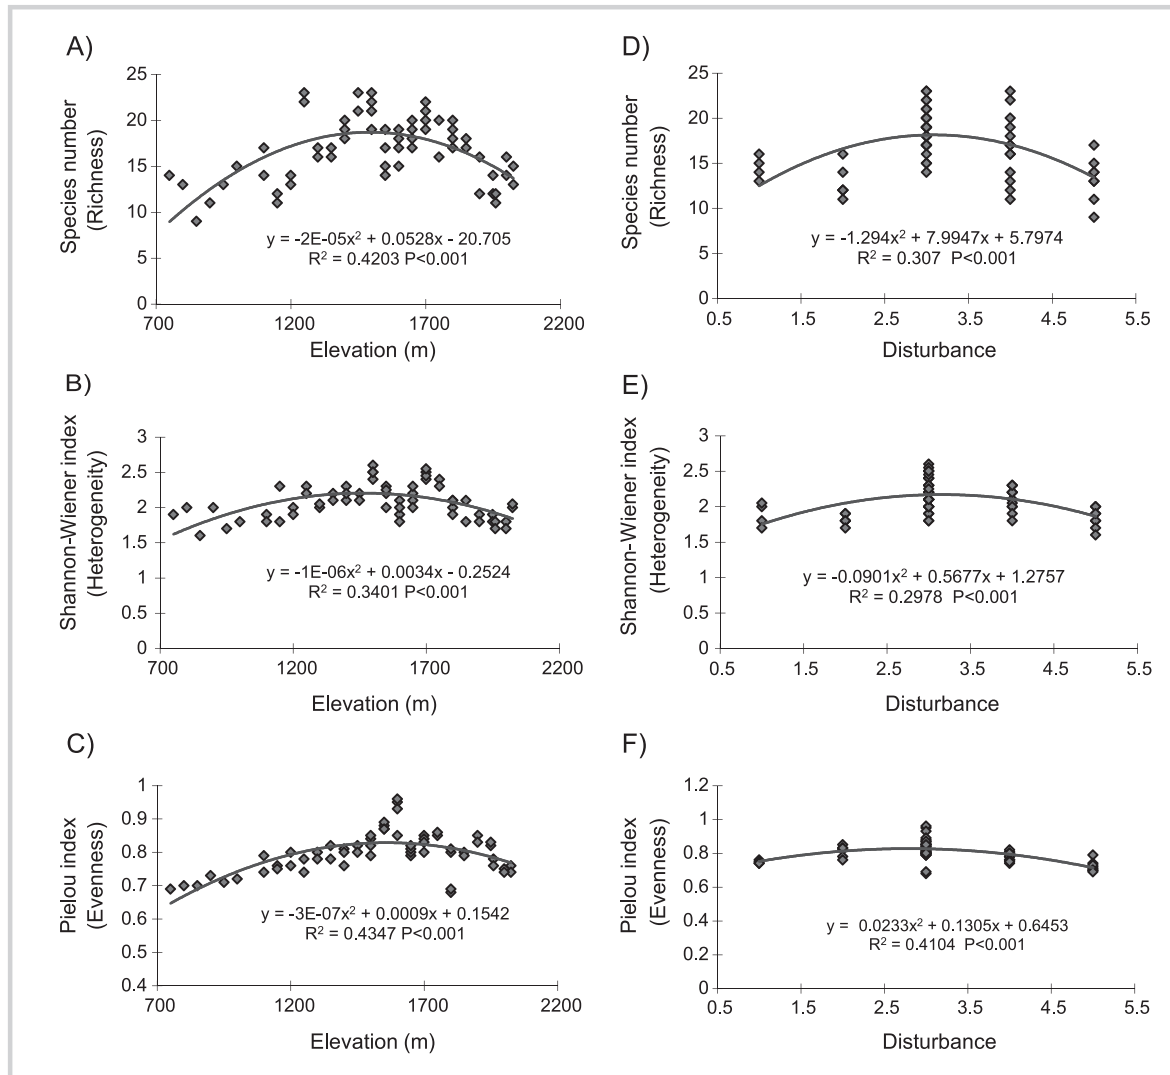 A)
Species number
(Richness)
25
20
15
10
5
0
y = -2E-05x² + 0.0528x - 20.705
R² = 0.4203 P<0.001
700
1200
1700
2200
Elevation (m)
D)
Species number
(Richness)
25
20
15
10
5
0
y = -1.294x² + 7.9947x + 5.7974
R² = 0.307 P<0.001
0.5
1.5
2.5
3.5
4.5
5.5
Disturbance
B)
Shannon-Wiener index
(Heterogeneity)
3
2.5
2
1.5
1
0.5
0
y = -1E-06x² + 0.0034x - 0.2524
R² = 0.3401 P<0.001
700
1200
1700
2200
Elevation (m)
E)
Shannon-Wiener index
(Heterogeneity)
3
2.5
2
1.5
1
0.5
0
y = -0.0901x² + 0.5677x + 1.2757
R² = 0.2978 P<0.001
0.5
1.5
2.5
3.5
4.5
5.5
Disturbance
C)
Pielou index
(Evenness)
1
0.9
0.8
0.7
0.6
0.5
0.4
y = -3E-07x² + 0.0009x + 0.1542
R² = 0.4347 P<0.001
700
1200
1700
2200
Elevation (m)
F)
Pielou index
(Evenness)
1.2
1
0.8
0.6
0.4
0.2
0
y = 0.0233x² + 0.1305x + 0.6453
R² = 0.4104 P<0.001
0.5
1.5
2.5
3.5
4.5
5.5
Disturbance